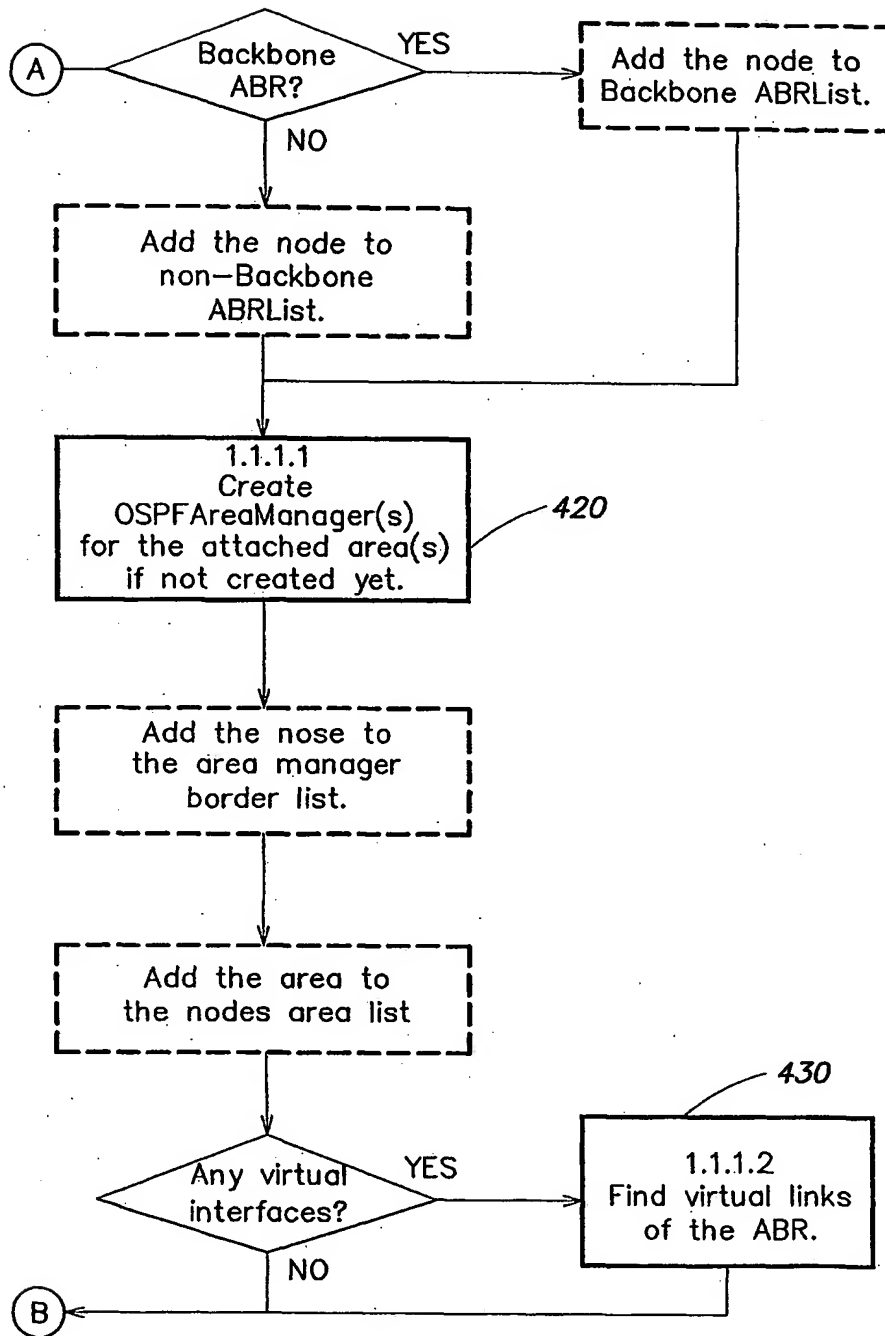 A
Backbone
ABR?
YES
Add the node to
Backbone ABRList.
NO
Add the node to
non-Backbone
ABRList.
1.1.1.1
Create
OSPFAreaManager(s)
for the attached area(s)
if not created yet.
420
Add the nose to
the area manager
border list.
Add the area to
the nodes area list
430
Any virtual
interfaces?
YES
1.1.1.2
Find virtual links
of the ABR.
NO
B